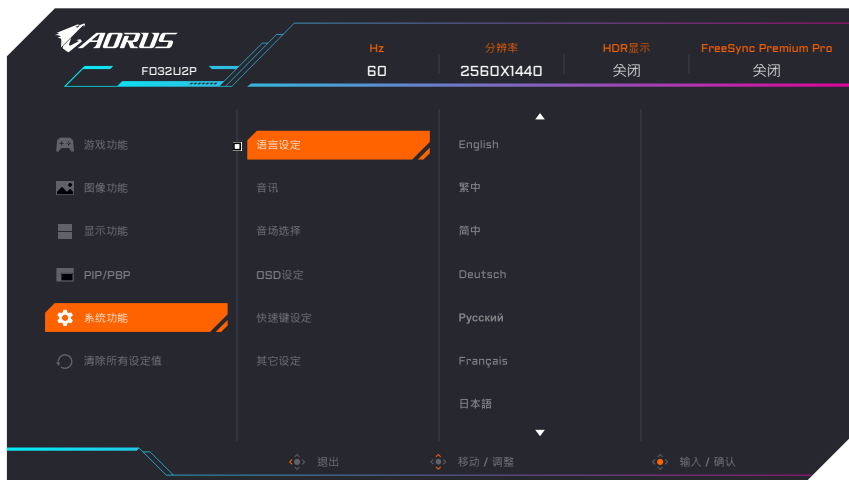 AORUS
FO32U2P
Hz
60
分辨率
2560X1440
HDR显示
关闭
FreeSync Premium Pro
关闭
游戏功能
图像功能
显示功能
PIP/PBP
系统功能
清除所有设定值
语言设定
音讯
音场选择
OSD设定
快速键设定
其它设定
English
繁中
简中
Deutsch
Русский
Français
日本語
退出
移动 / 调整
输入 / 确认